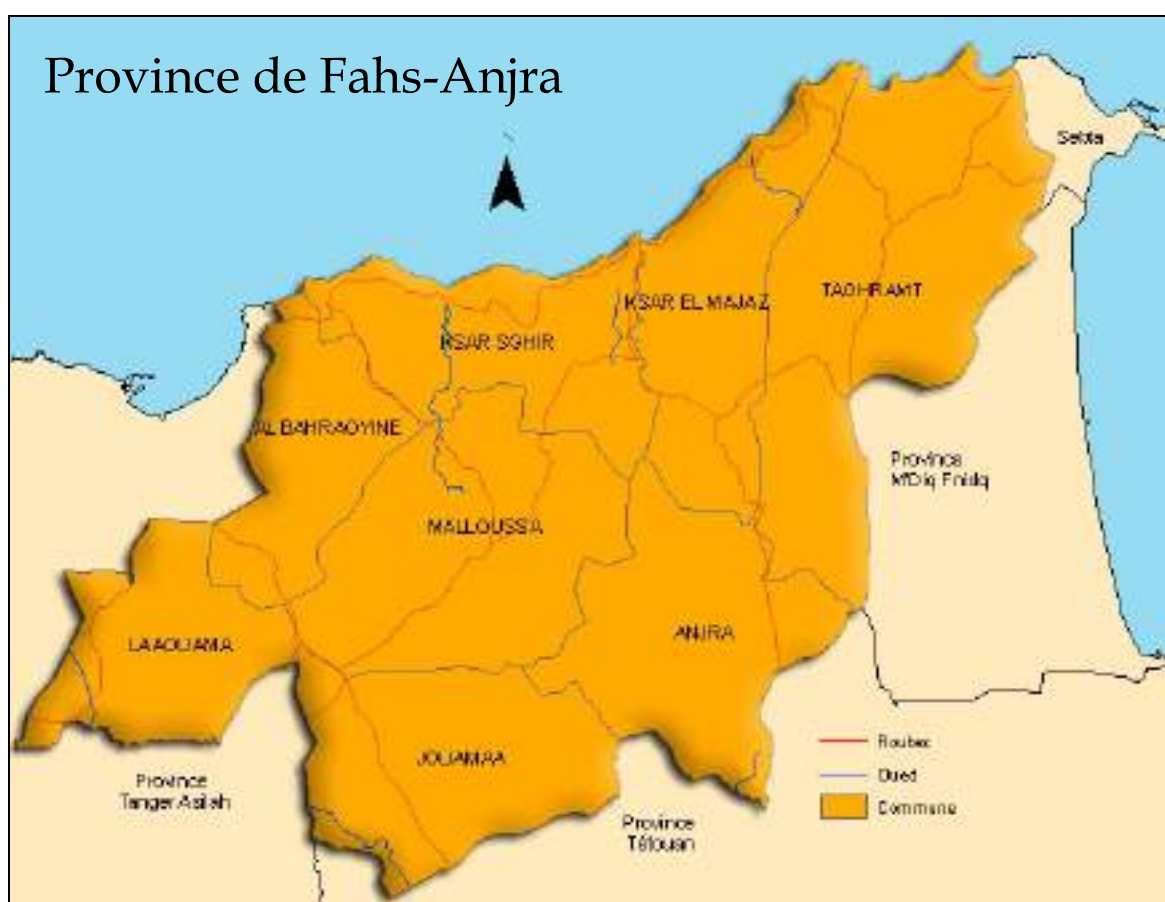 Province de Fahs-Anjra
Sebta
TAGHRAMT
KSAR EL MAJAZ
KSAR SGHIR
AL BAHRAOYINE
Province
M'Diq Fnidq
MALLOUSSA
ANJRA
LAAOUAMA
JOUAMAA
Routes
Oued
Commune
Province
Tanger Asilah
Province
Tétouan